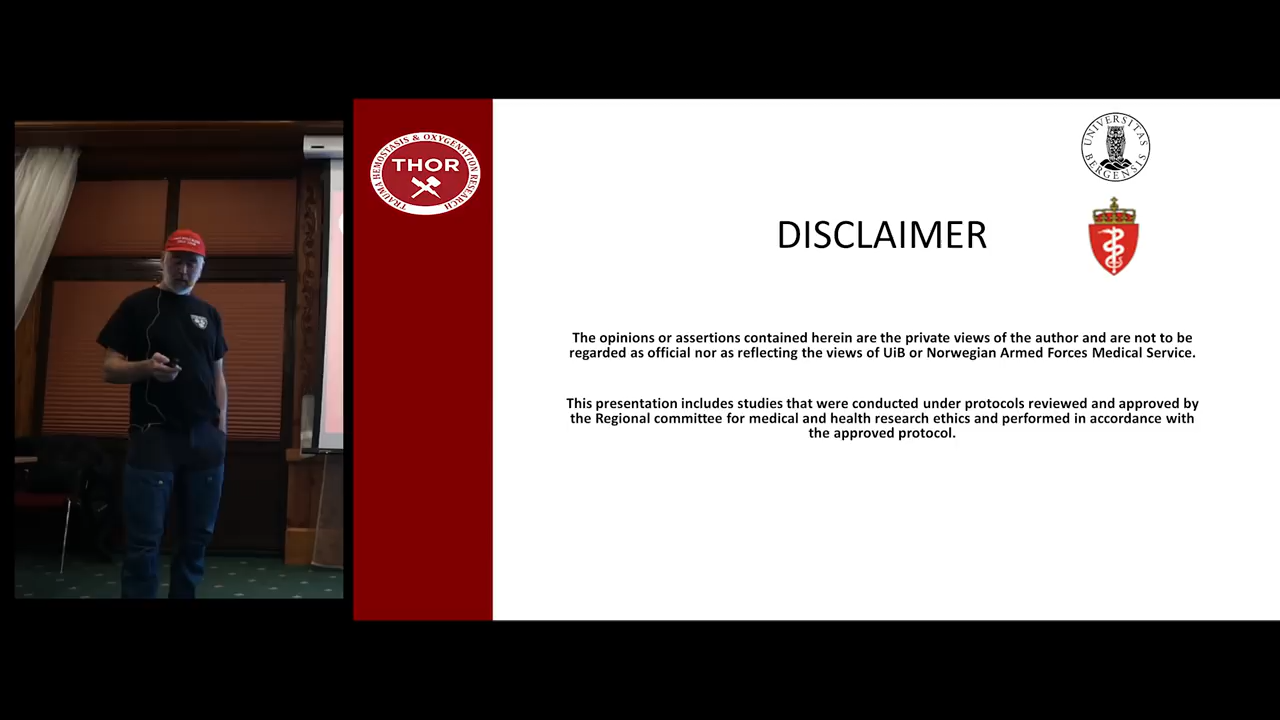 TRAUMA HEMOSTASIS & OXYGENATION RESEARCH
THOR
UNIVERSITAS
BERGENSIS
DISCLAIMER
The opinions or assertions contained herein are the private views of the author and are not to be
regarded as official nor as reflecting the views of UiB or Norwegian Armed Forces Medical Service.
This presentation includes studies that were conducted under protocols reviewed and approved by
the Regional committee for medical and health research ethics and performed in accordance with
the approved protocol.